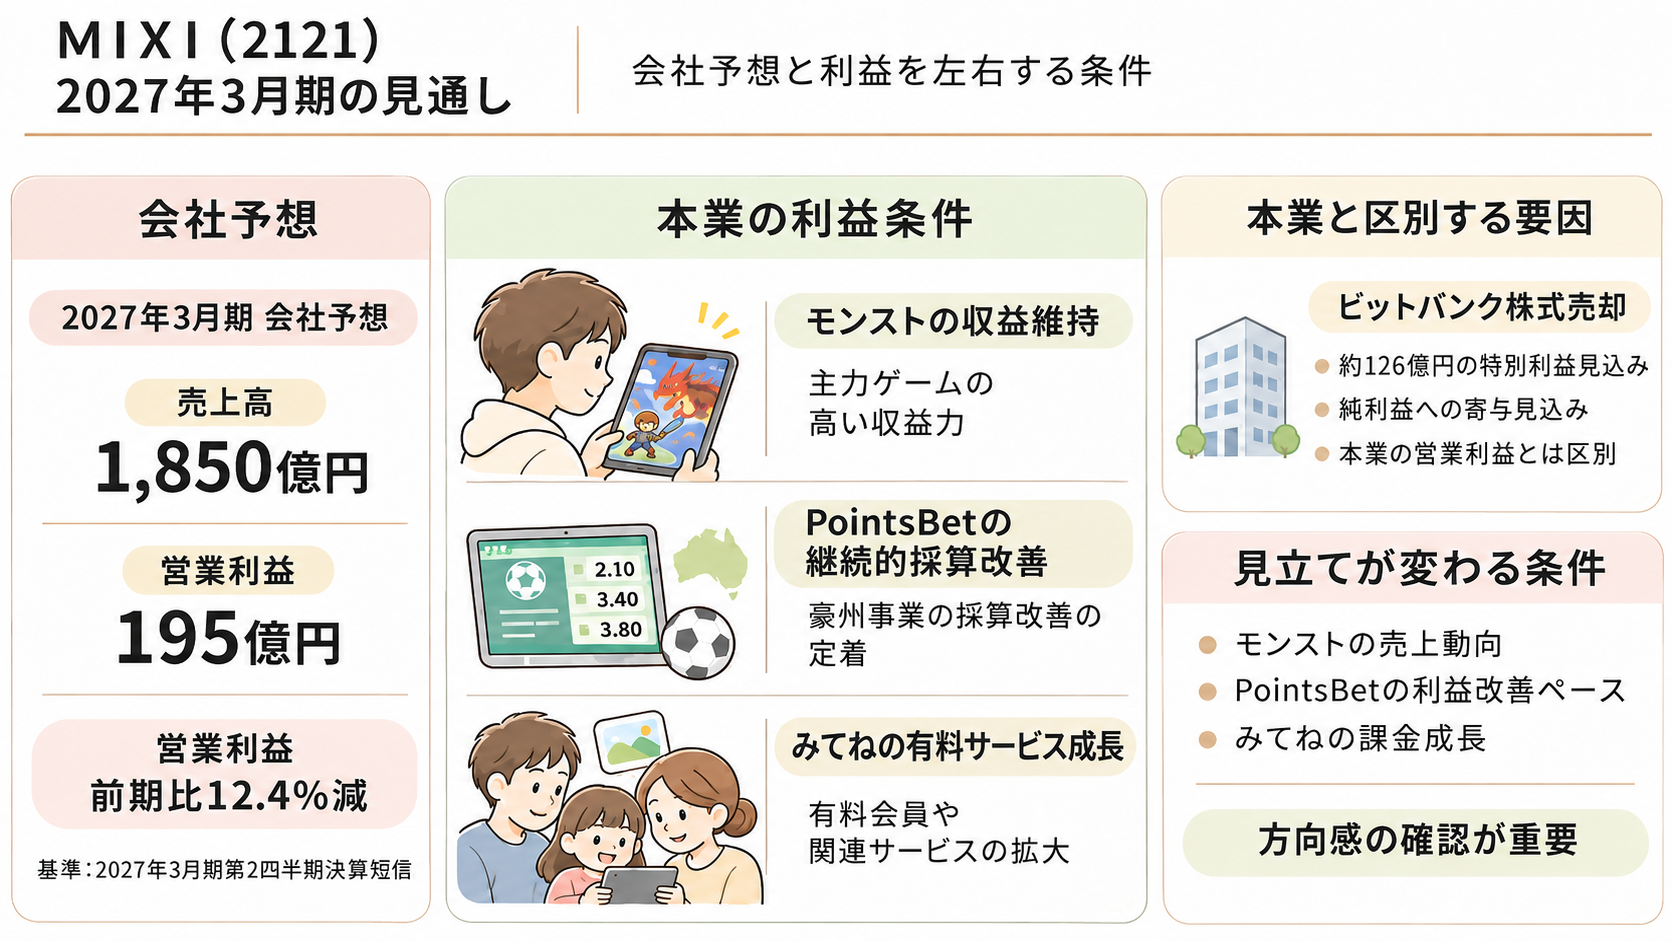 MIXI（2121）
2027年3月期の見通し
会社予想と利益を左右する条件
会社予想
2027年3月期 会社予想
売上高
1,850億円
営業利益
195億円
営業利益
前期比12.4%減
基準：2027年3月期第2四半期決算短信
本業の利益条件
モンストの収益維持
主力ゲームの
高い収益力
2.10
3.40
3.80
PointsBetの
継続的採算改善
豪州事業の採算改善の
定着
みてねの有料サービス成長
有料会員や
関連サービスの拡大
本業と区別する要因
ビットバンク株式売却
約126億円の特別利益見込み
純利益への寄与見込み
本業の営業利益とは区別
見立てが変わる条件
モンストの売上動向
PointsBetの利益改善ペース
みてねの課金成長
方向感の確認が重要